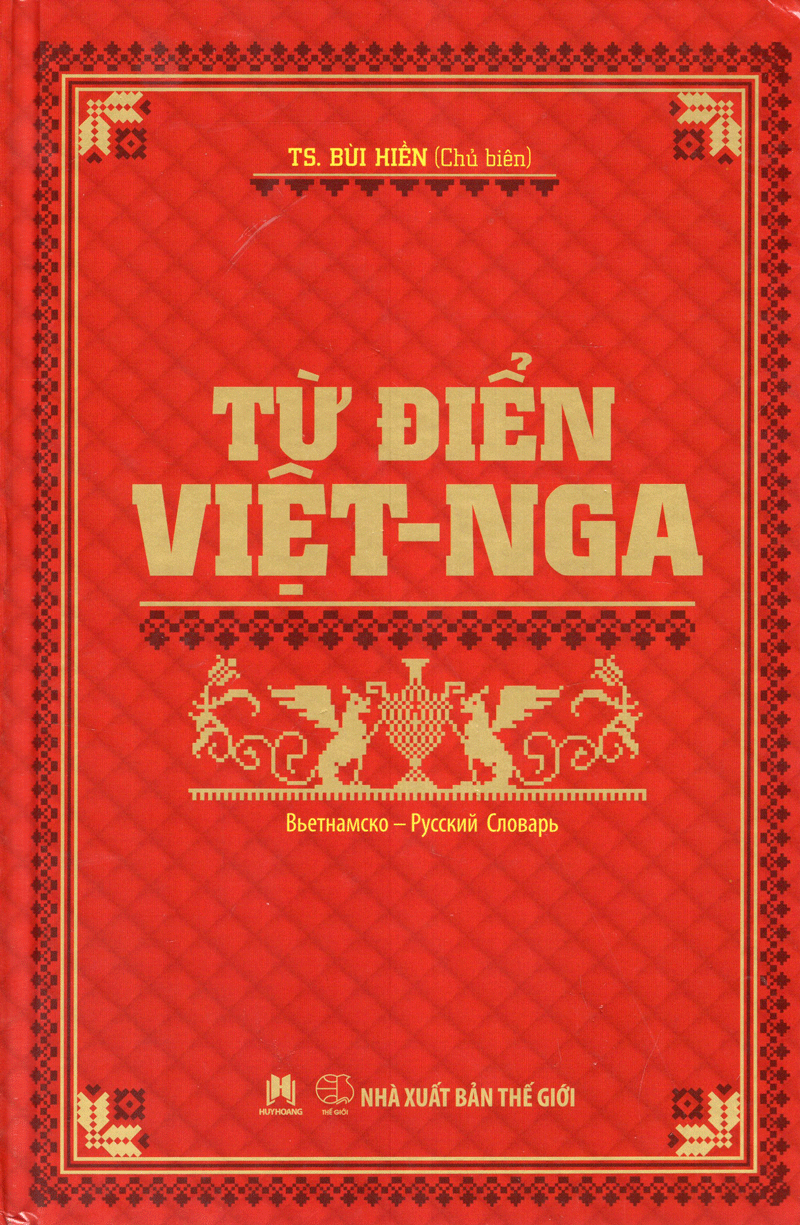 TS. BÙI HIỀN (Chủ biên)
TỪ ĐIỂN
VIỆT-NGA
Вьетнамско – Русский Словарь
HUYHOANG
THẾ GIỚI
NHÀ XUẤT BẢN THẾ GIỚI